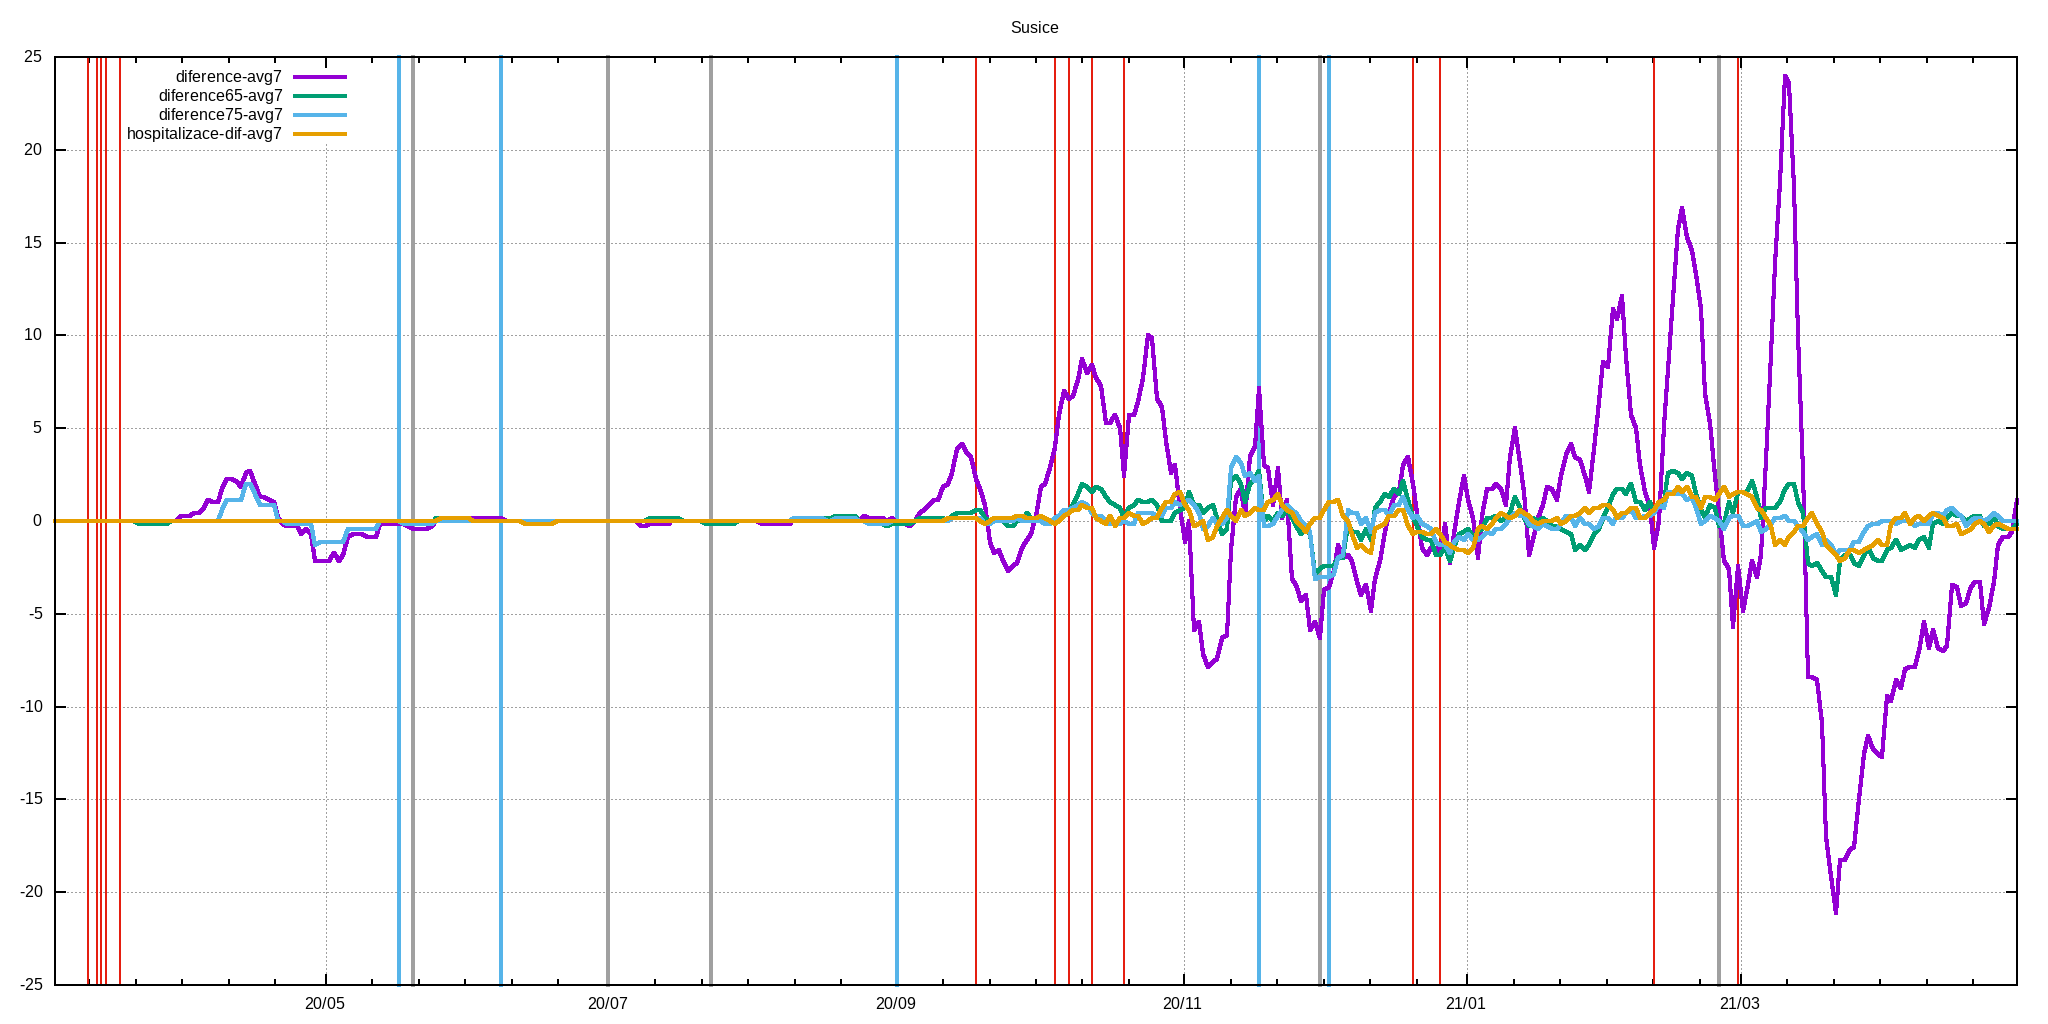 Susice
diference-avg7
diference65-avg7
diference75-avg7
hospitalizace-dif-avg7
25
20
15
10
5
0
-5
-10
-15
-20
-25
20/05 20/07 20/09 20/11 21/01 21/03